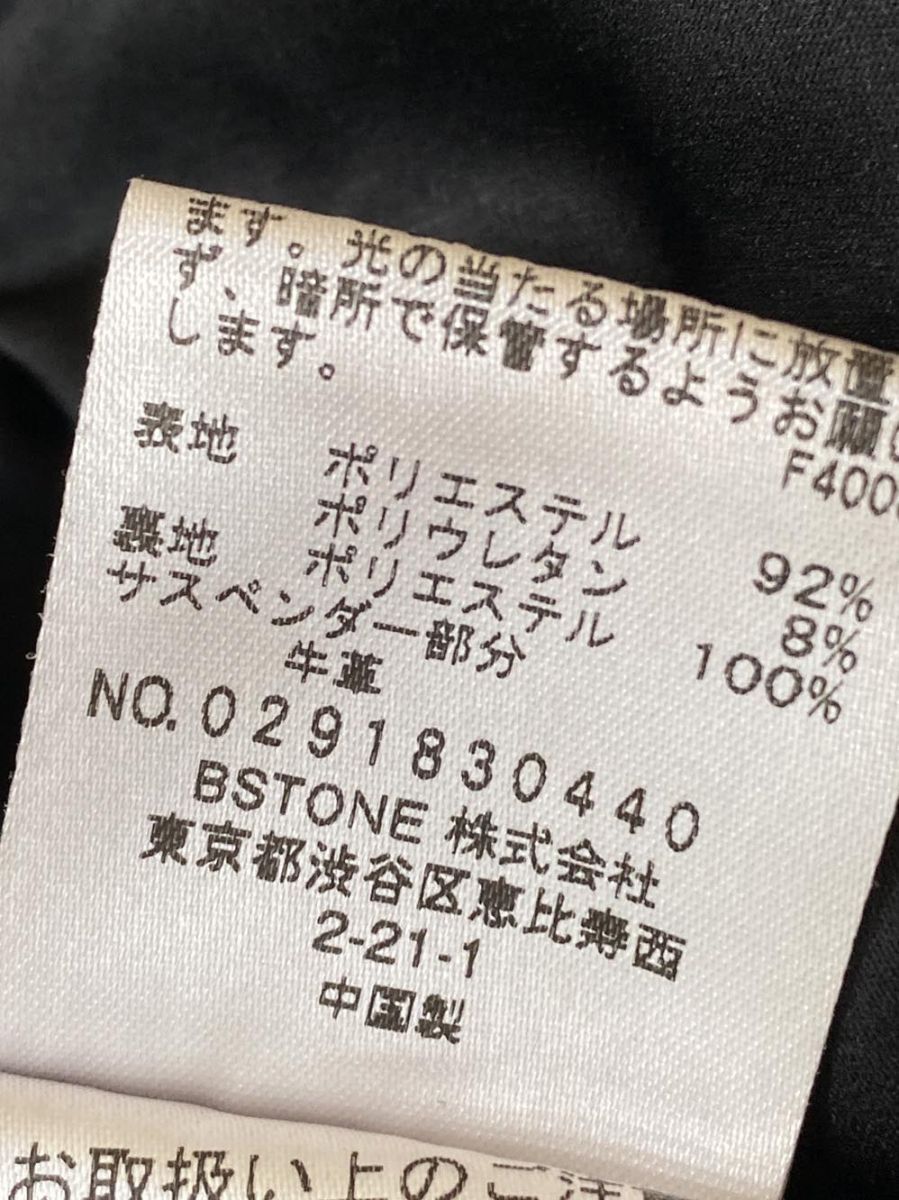 ます。光の当たる場所に放置
ず、暗所で保管するようお願い
します。
F400
表地 ポリエステル 92%
ポリウレタン 8%
裏地 ポリエステル 100%
サスペンダー部分
牛革
NO.0291830440
BSTONE 株式会社
東京都渋谷区恵比寿西
2-21-1
中国製
お取扱い上のご注